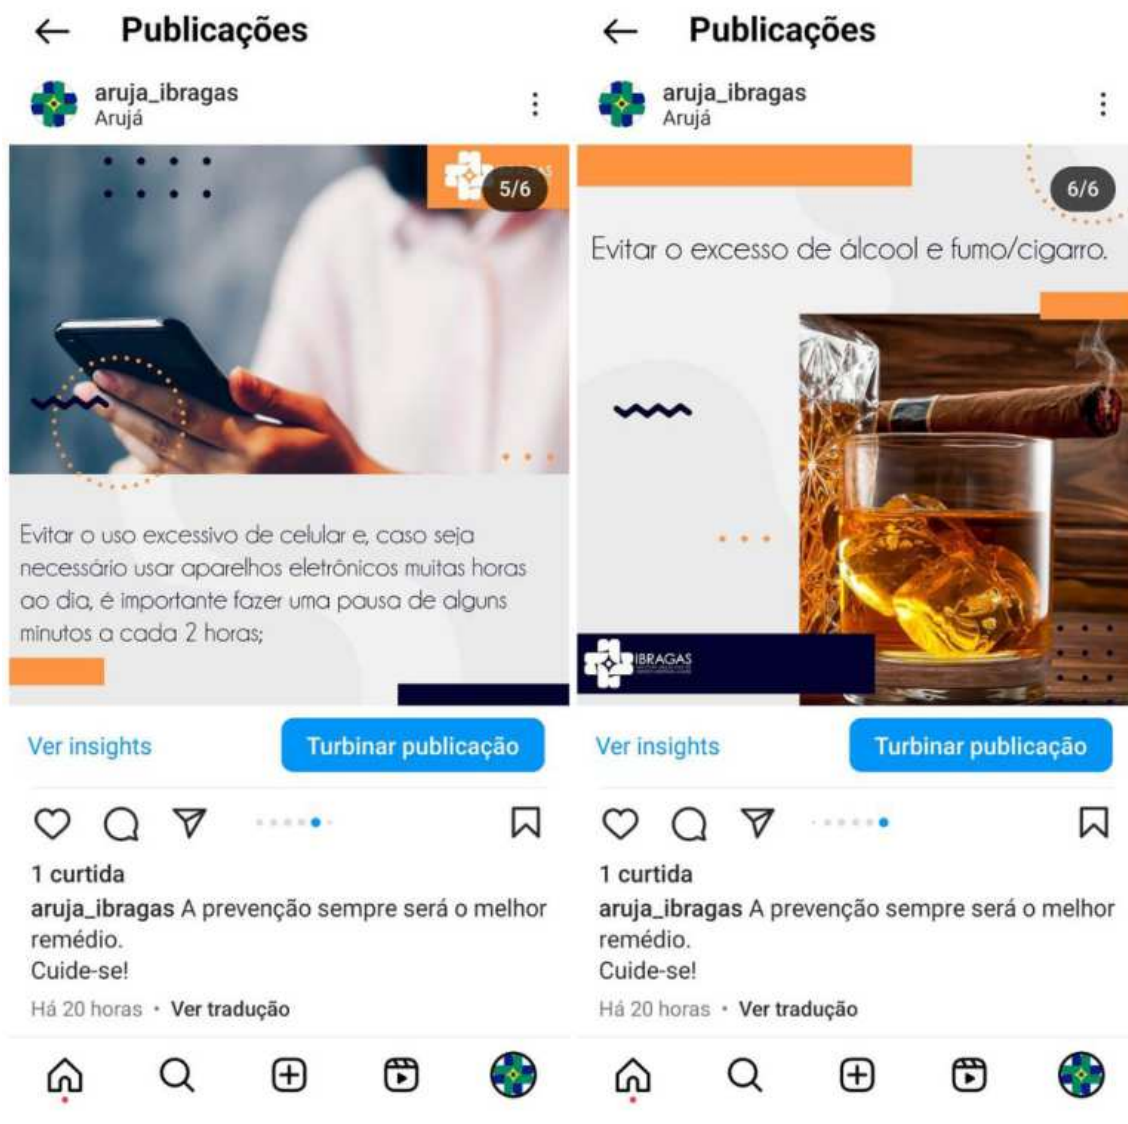 Publicações
aruja_ibragas
Arujá
5/6
Evitar o uso excessivo de celular e, caso seja
necessário usar aparelhos eletrônicos muitas horas
ao dia, é importante fazer uma pausa de alguns
minutos a cada 2 horas;
Ver insights
Turbinar publicação
1 curtida
aruja_ibragas A prevenção sempre será o melhor
remédio.
Cuide-se!
Há 20 horas • Ver tradução
Publicações
aruja_ibragas
Arujá
6/6
Evitar o excesso de álcool e fumo/cigarro.
IBRAGAS
Ver insights
Turbinar publicação
1 curtida
aruja_ibragas A prevenção sempre será o melhor
remédio.
Cuide-se!
Há 20 horas • Ver tradução